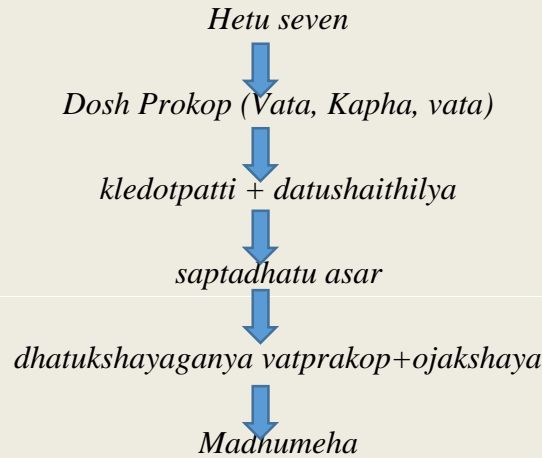 Hetu seven
Dosh Prokop (Vata, Kapha, vata)
kledotpatti + datushaithilya
saptadhatu asar
dhatukshayaganya vatprakop+ojakshaya
Madhumeha